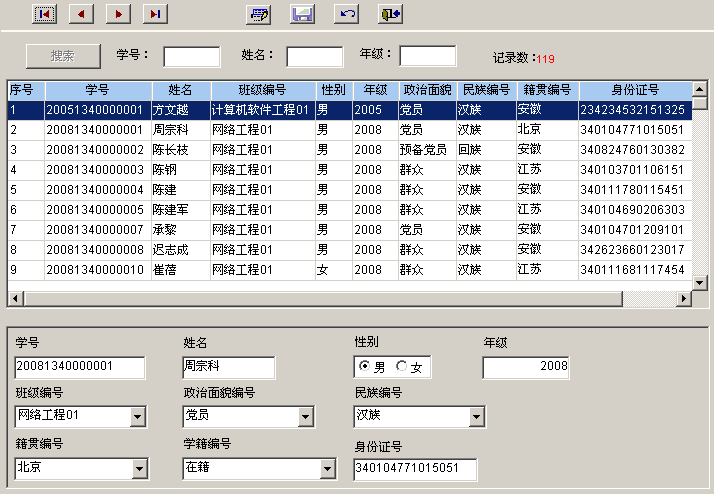 搜索 学号： 姓名： 年级： 记录数：119
序号 学号 姓名 班级编号 性别 年级 政治面貌 民族编号 籍贯编号 身份证号
1 20051340000001 方文越 计算机软件工程01 男 2005 党员 汉族 安徽 234234532151325
2 20081340000001 周宗科 网络工程01 男 2008 党员 汉族 北京 340104771015051
3 20081340000002 陈长枝 网络工程01 男 2008 预备党员 回族 安徽 340824760130382
4 20081340000003 陈钢 网络工程01 男 2008 群众 汉族 江苏 340103701106151
5 20081340000004 陈建 网络工程01 男 2008 群众 汉族 安徽 340111780115451
6 20081340000005 陈建军 网络工程01 男 2008 群众 汉族 江苏 340104690206303
7 20081340000007 承黎 网络工程01 男 2008 党员 汉族 安徽 340104701209101
8 20081340000008 迟志成 网络工程01 男 2008 群众 汉族 安徽 342623660123017
9 20081340000010 崔蓓 网络工程01 女 2008 群众 汉族 江苏 340111681117454
学号 姓名 性别 年级
20081340000001 周宗科 男 女 2008
班级编号 政治面貌编号 民族编号
网络工程01 党员 汉族
籍贯编号 学籍编号 身份证号
北京 在籍 340104771015051